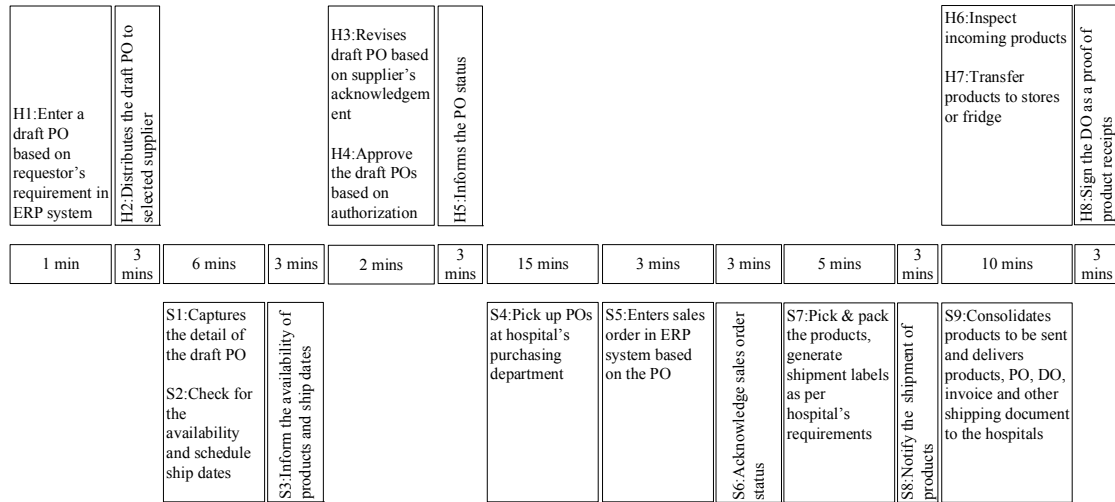 H1:Enter a
draft PO
based on
requestor's
requirement in
ERP system
H2:Distributes the draft PO to
selected supplier
H3:Revises
draft PO based
on supplier's
acknowledgem
ent
H4:Approve
the draft POs
based on
authorization
H5:Informs the PO status
H6:Inspect
incoming products
H7:Transfer
products to stores
or fridge
H8:Sign the DO as a proof of
product receipts
1 min
3
mins
6 mins
3 mins
2 mins
3
mins
15 mins
3 mins
3 mins
5 mins
3
mins
10 mins
3
mins
S1:Captures
the detail of
the draft PO
S2:Check for
the
availability
and schedule
ship dates
S3:Inform the availability of
products and ship dates
S4:Pick up POs
at hospital's
purchasing
department
S5:Enters sales
order in ERP
system based
on the PO
S6:Acknowledge sales order
status
S7:Pick & pack
the products,
generate
shipment labels
as per
hospital's
requirements
S8:Notify the shipment of
products
S9:Consolidates
products to be sent
and delivers
products, PO, DO,
invoice and other
shipping document
to the hospitals